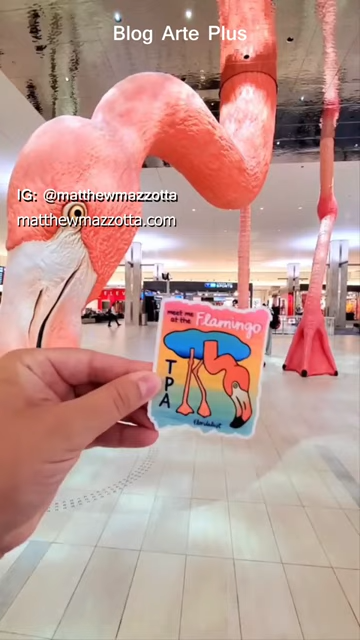 Blog Arte Plus
IG: @matthewmazzotta
matthewmazzotta.com
meet me
at the Flamingo
TPA